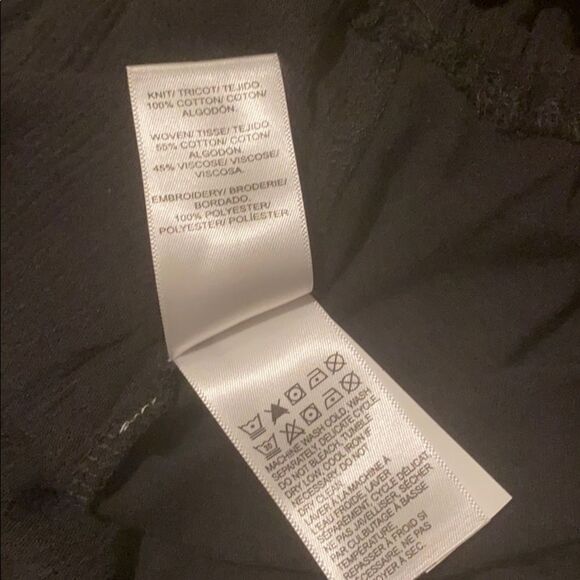 KNIT/ TRICOT/ TEJIDO.
100% COTTON/ COTON/
ALGODÓN.
WOVEN/ TISSE/ TEJIDO
55% COTTON/ COTON/
ALGODÓN.
45% VISCOSE/ VISCOSE/
VISCOSA.
EMBROIDERY/ BRODERIE/
BORDADO.
100% POLYESTER/
POLYESTER/ POLIESTER.
MACHINE WASH COLD, WASH
SEPARATELY, DELICATE CYCLE.
DO NOT BLEACH, TUMBLE
DRY LOW, COOL IRON IF
NECESSARY, DO NOT
DRY CLEAN.
LAVER À LA MACHINE À
L'EAU FROIDE, LAVER
SÉPARÉMENT, CYCLE DÉLICAT
NE PAS JAVELLISER, SÉCHER
PAR CULBUTAGE À BASSE
TEMPÉRATURE,
REPASSER À FROID SI
NÉCESSAIRE, NE PAS
NETTOYER À SEC.